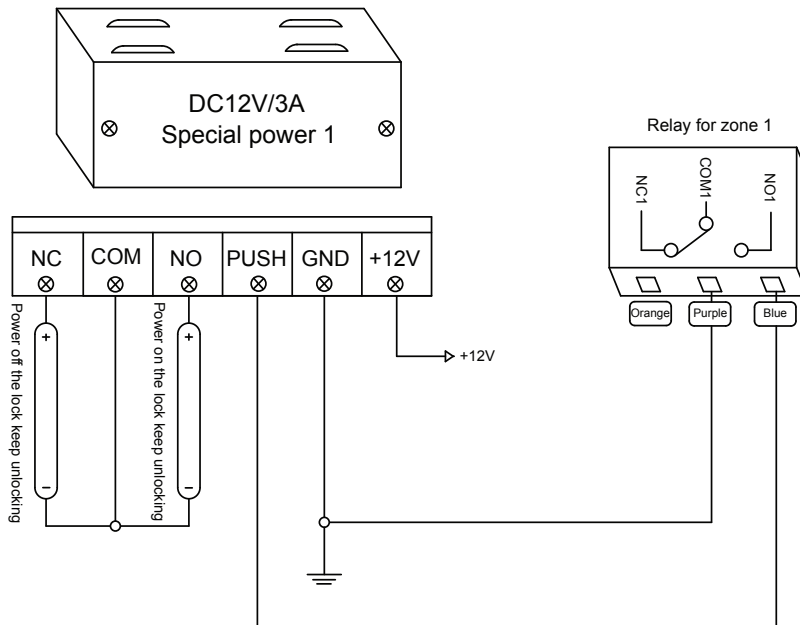 DC12V/3A
Special power 1
Relay for zone 1
NC1
COM1
NO1
NC
COM
NO
PUSH
GND
+12V
Orange
Purple
Blue
Power off the lock keep unlocking
+
−
Power on the lock keep unlocking
+
−
+12V